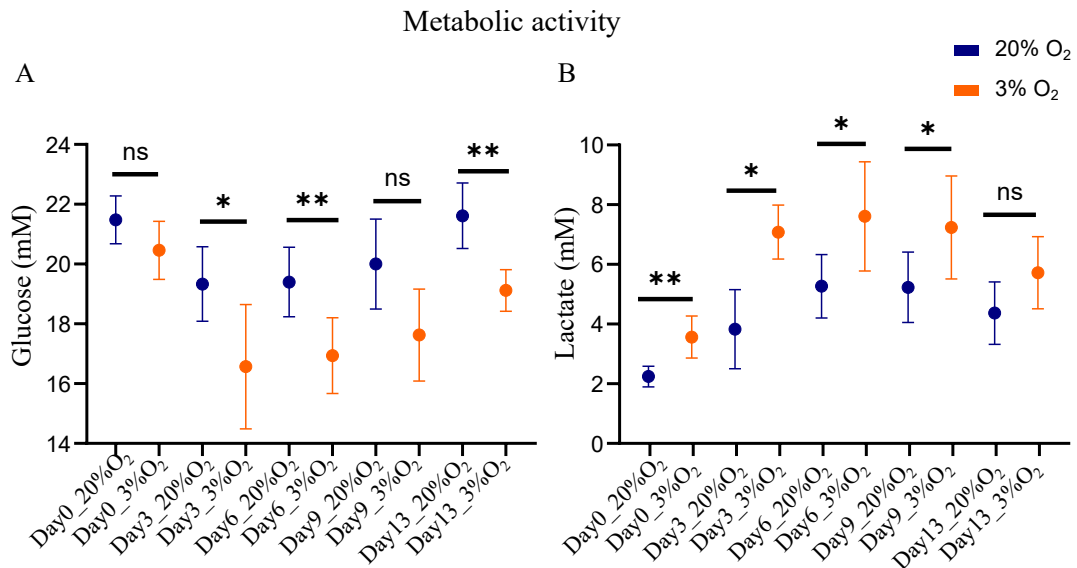 Metabolic activity
20% O₂
3% O₂
A
B
Glucose (mM)
24
22
20
18
16
14
ns
*
**
ns
**
Day0_20%O₂
Day0_3%O₂
Day3_20%O₂
Day3_3%O₂
Day6_20%O₂
Day6_3%O₂
Day9_20%O₂
Day9_3%O₂
Day13_20%O₂
Day13_3%O₂
Lactate (mM)
10
8
6
4
2
0
**
*
*
*
ns
Day0_20%O₂
Day0_3%O₂
Day3_20%O₂
Day3_3%O₂
Day6_20%O₂
Day6_3%O₂
Day9_20%O₂
Day9_3%O₂
Day13_20%O₂
Day13_3%O₂